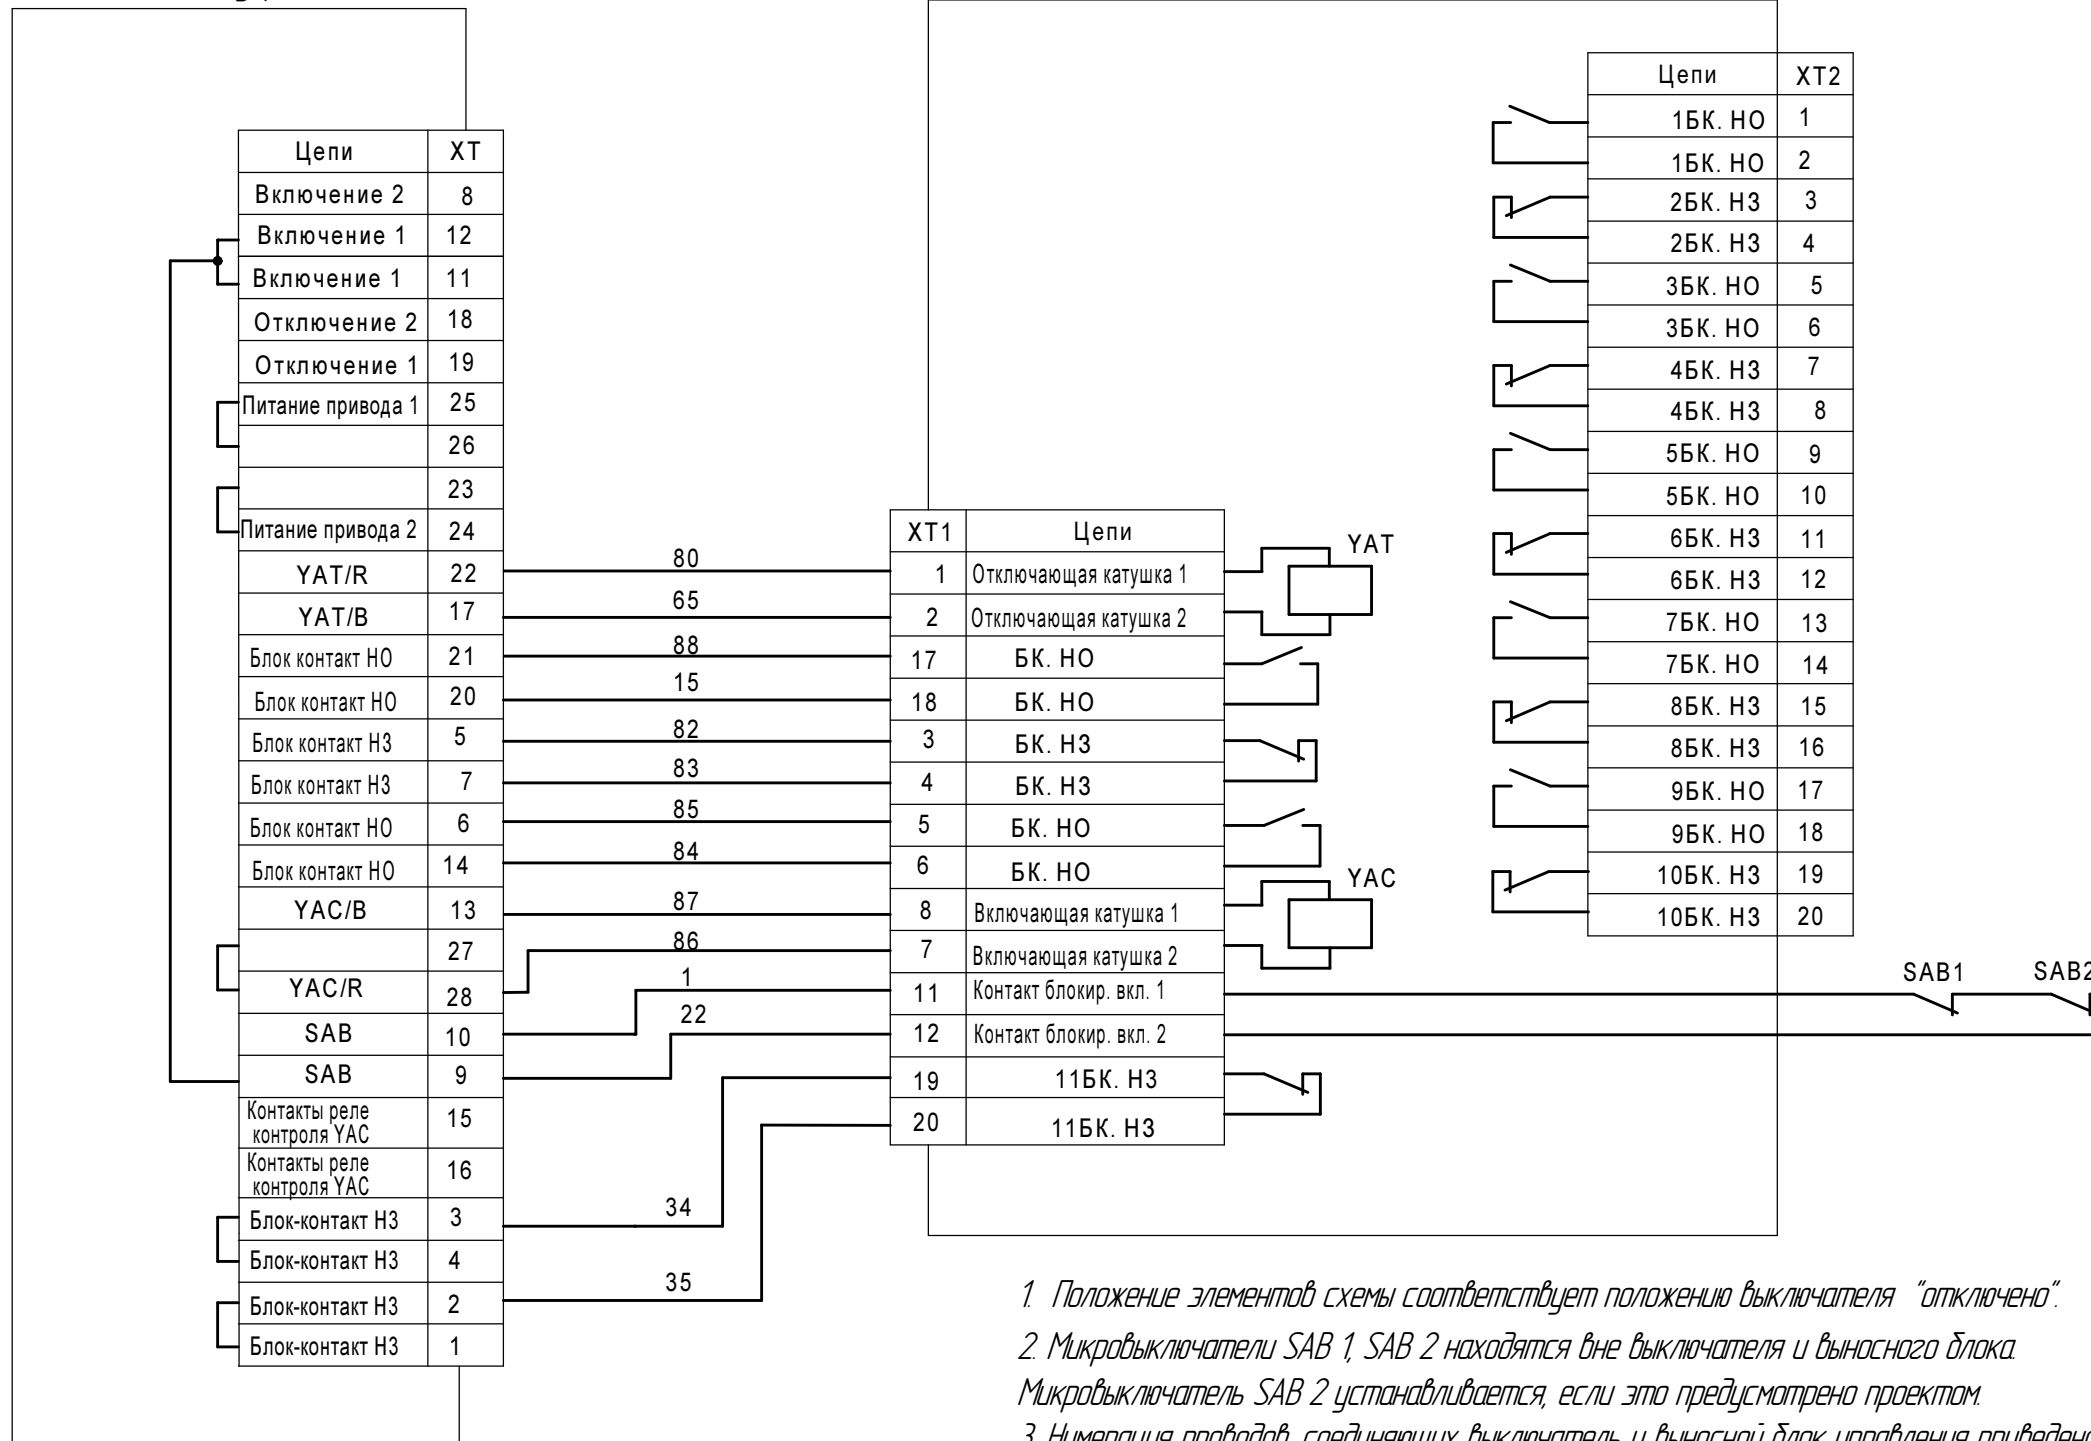 Цепи XT
Включение 2 8
Включение 1 12
Включение 1 11
Отключение 2 18
Отключение 1 19
Питание привода 1 25
26
23
Питание привода 2 24
YAT/R 22
YAT/B 17
Блок контакт НО 21
Блок контакт НО 20
Блок контакт НЗ 5
Блок контакт НЗ 7
Блок контакт НО 6
Блок контакт НО 14
YAC/B 13
27
YAC/R 28
SAB 10
SAB 9
Контакты реле
контроля YAC 15
Контакты реле
контроля YAC 16
Блок-контакт НЗ 3
Блок-контакт НЗ 4
Блок-контакт НЗ 2
Блок-контакт НЗ 1
80
65
88
15
82
83
85
84
87
86
1
22
34
35
XT1 Цепи
1 Отключающая катушка 1
2 Отключающая катушка 2
17 БК. НО
18 БК. НО
3 БК. НЗ
4 БК. НЗ
5 БК. НО
6 БК. НО
8 Включающая катушка 1
7 Включающая катушка 2
11 Контакт блокир. вкл. 1
12 Контакт блокир. вкл. 2
19 11БК. НЗ
20 11БК. НЗ
YAT
YAC
Цепи XT2
1БК. НО 1
1БК. НО 2
2БК. НЗ 3
2БК. НЗ 4
3БК. НО 5
3БК. НО 6
4БК. НЗ 7
4БК. НЗ 8
5БК. НО 9
5БК. НО 10
6БК. НЗ 11
6БК. НЗ 12
7БК. НО 13
7БК. НО 14
8БК. НЗ 15
8БК. НЗ 16
9БК. НО 17
9БК. НО 18
10БК. НЗ 19
10БК. НЗ 20
SAB1 SAB2
1. Положение элементов схемы соответствует положению выключателя "отключено".
2. Микровыключатели SAB 1, SAB 2 находятся вне выключателя и выносного блока.
Микровыключатель SAB 2 устанавливается, если это предусмотрено проектом.
3. Нумерация проводов, соединяющих выключатель и выносной блок управления приведено